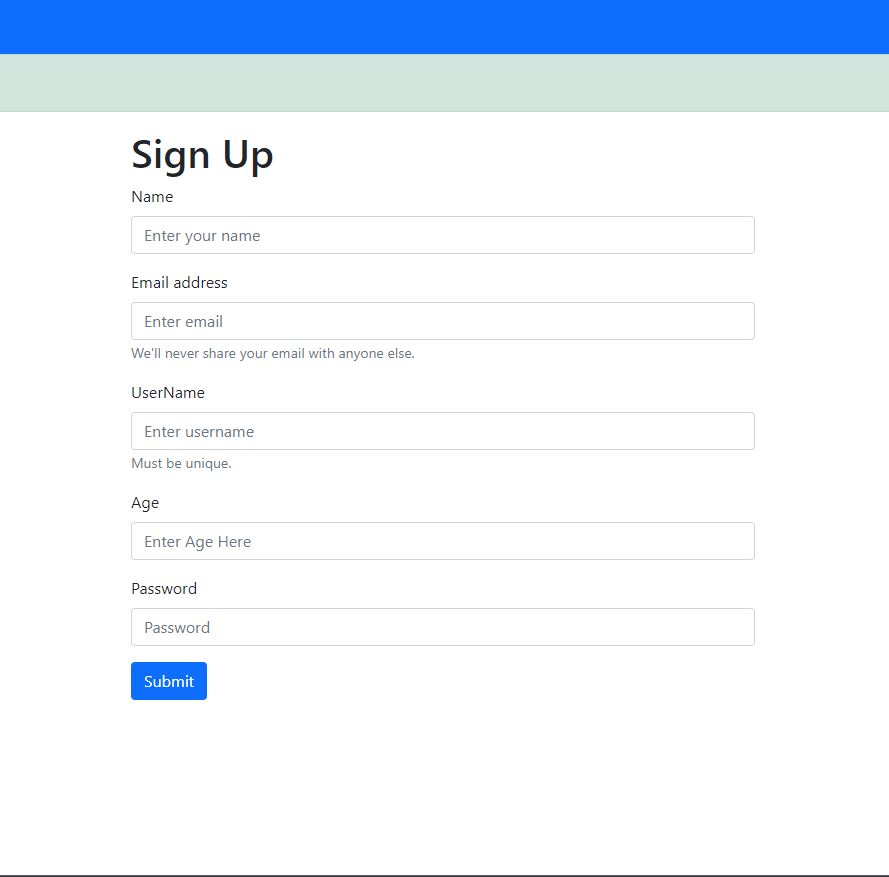 Sign Up
Name
Enter your name
Email address
Enter email
We'll never share your email with anyone else.
UserName
Enter username
Must be unique.
Age
Enter Age Here
Password
Password
Submit